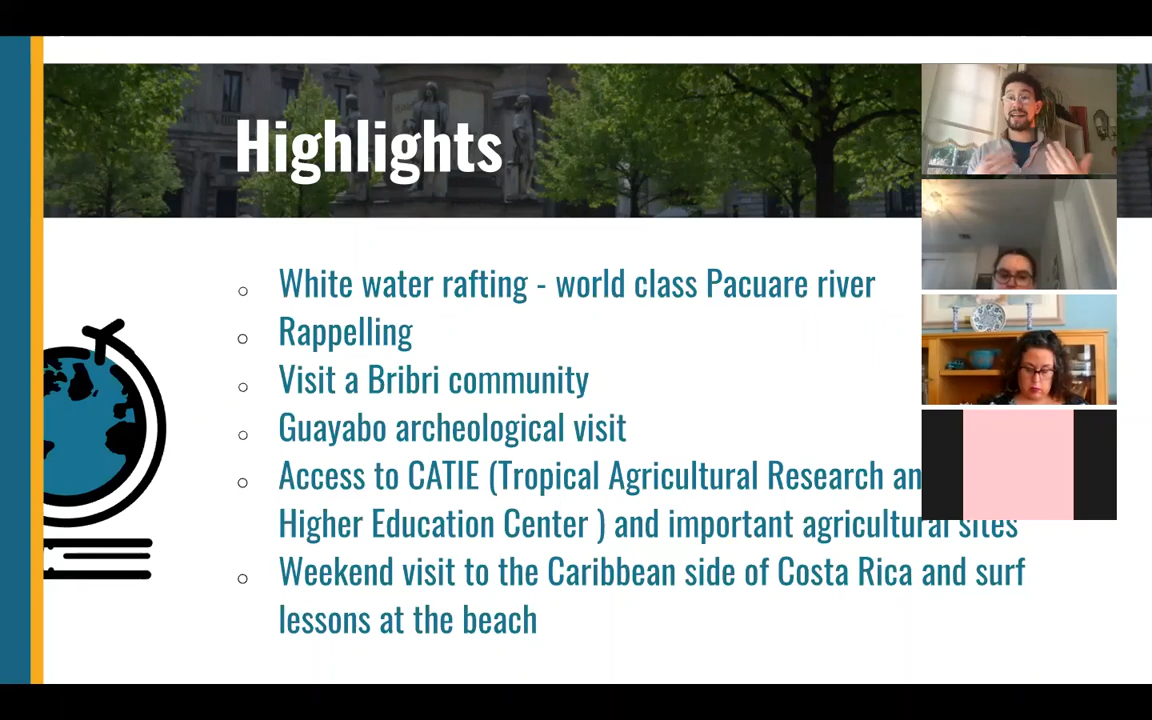 Highlights
White water rafting - world class Pacuare river
Rappelling
Visit a Bribri community
Guayabo archeological visit
Access to CATIE (Tropical Agricultural Research an
Higher Education Center ) and important agricultural sites
Weekend visit to the Caribbean side of Costa Rica and surf
lessons at the beach